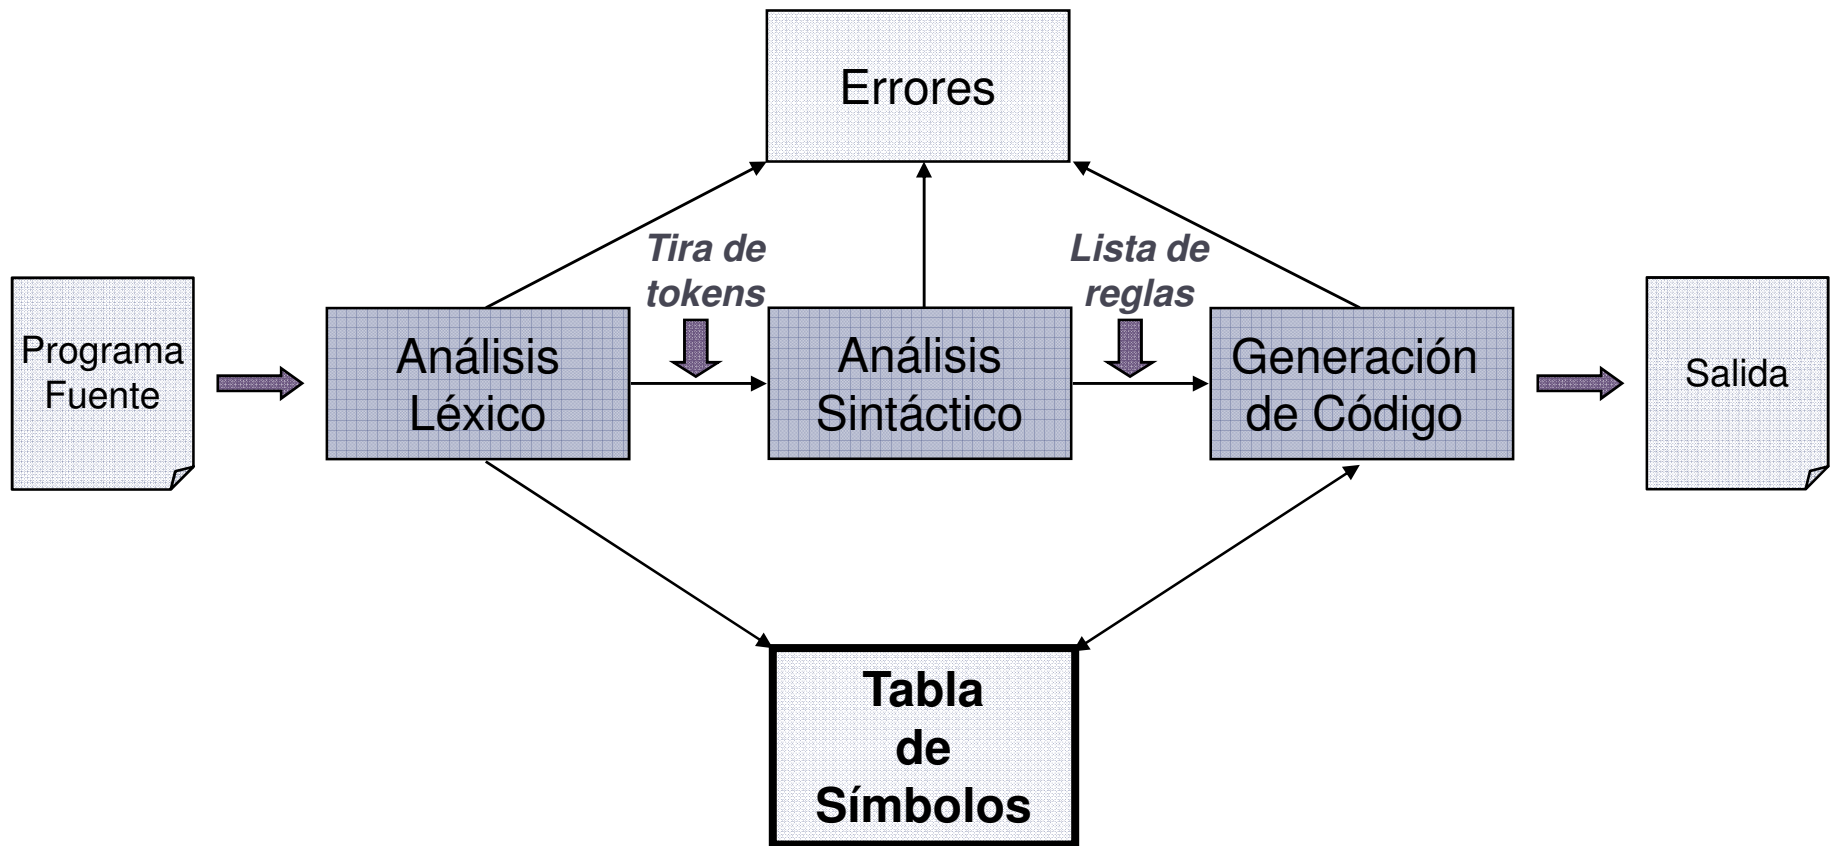 Errores
Tira de
tokens
Lista de
reglas
Programa
Fuente
Análisis
Léxico
Análisis
Sintáctico
Generación
de Código
Salida
Tabla
de
Símbolos